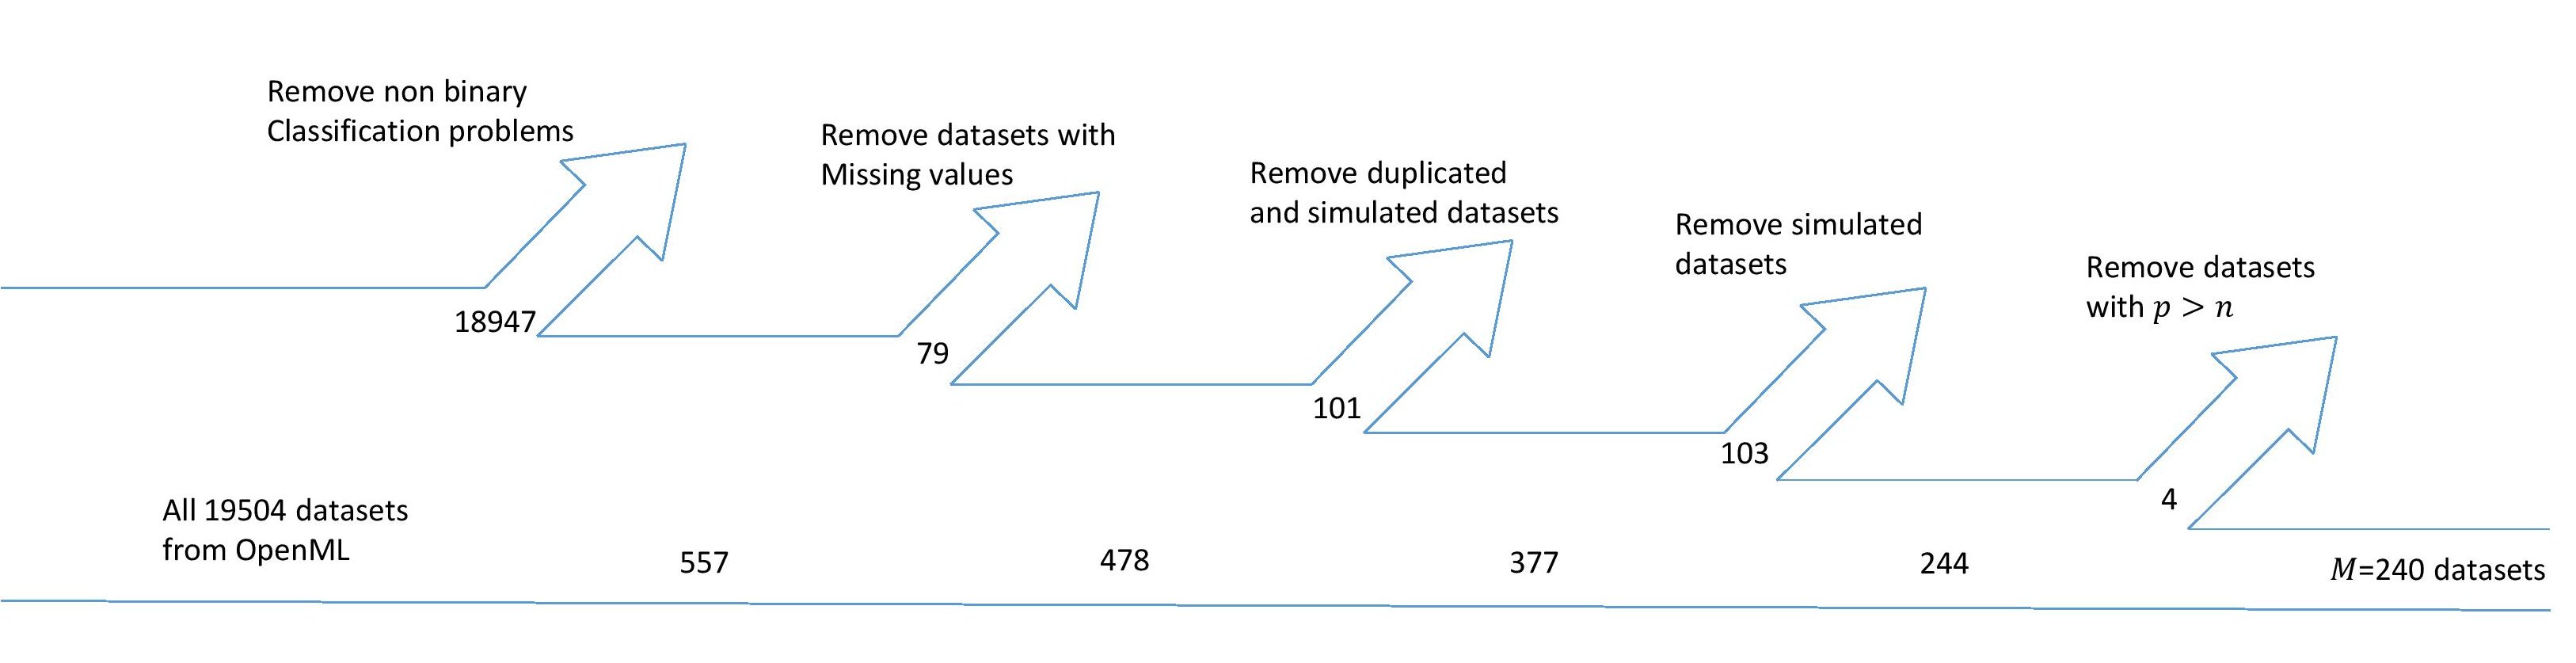 Remove non binary
Classification problems
Remove datasets with
Missing values
Remove duplicated
and simulated datasets
Remove simulated
datasets
Remove datasets
with p > n
18947
79
101
103
4
All 19504 datasets
from OpenML
557
478
377
244
M=240 datasets